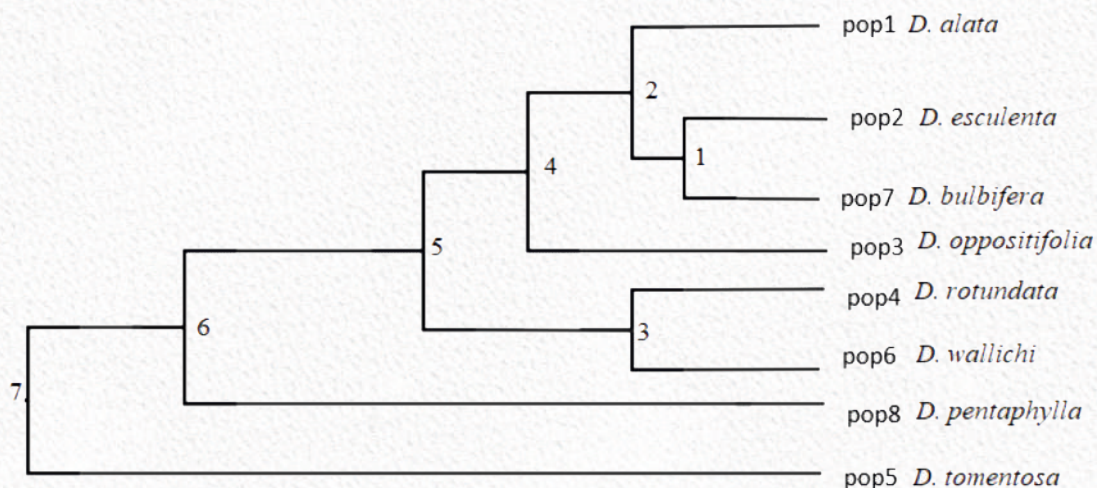 pop1 D. alata
2
pop2 D. esculenta
1
4
pop7 D. bulbifera
5
pop3 D. oppositifolia
pop4 D. rotundata
6
3
pop6 D. wallichi
7
pop8 D. pentaphylla
pop5 D. tomentosa